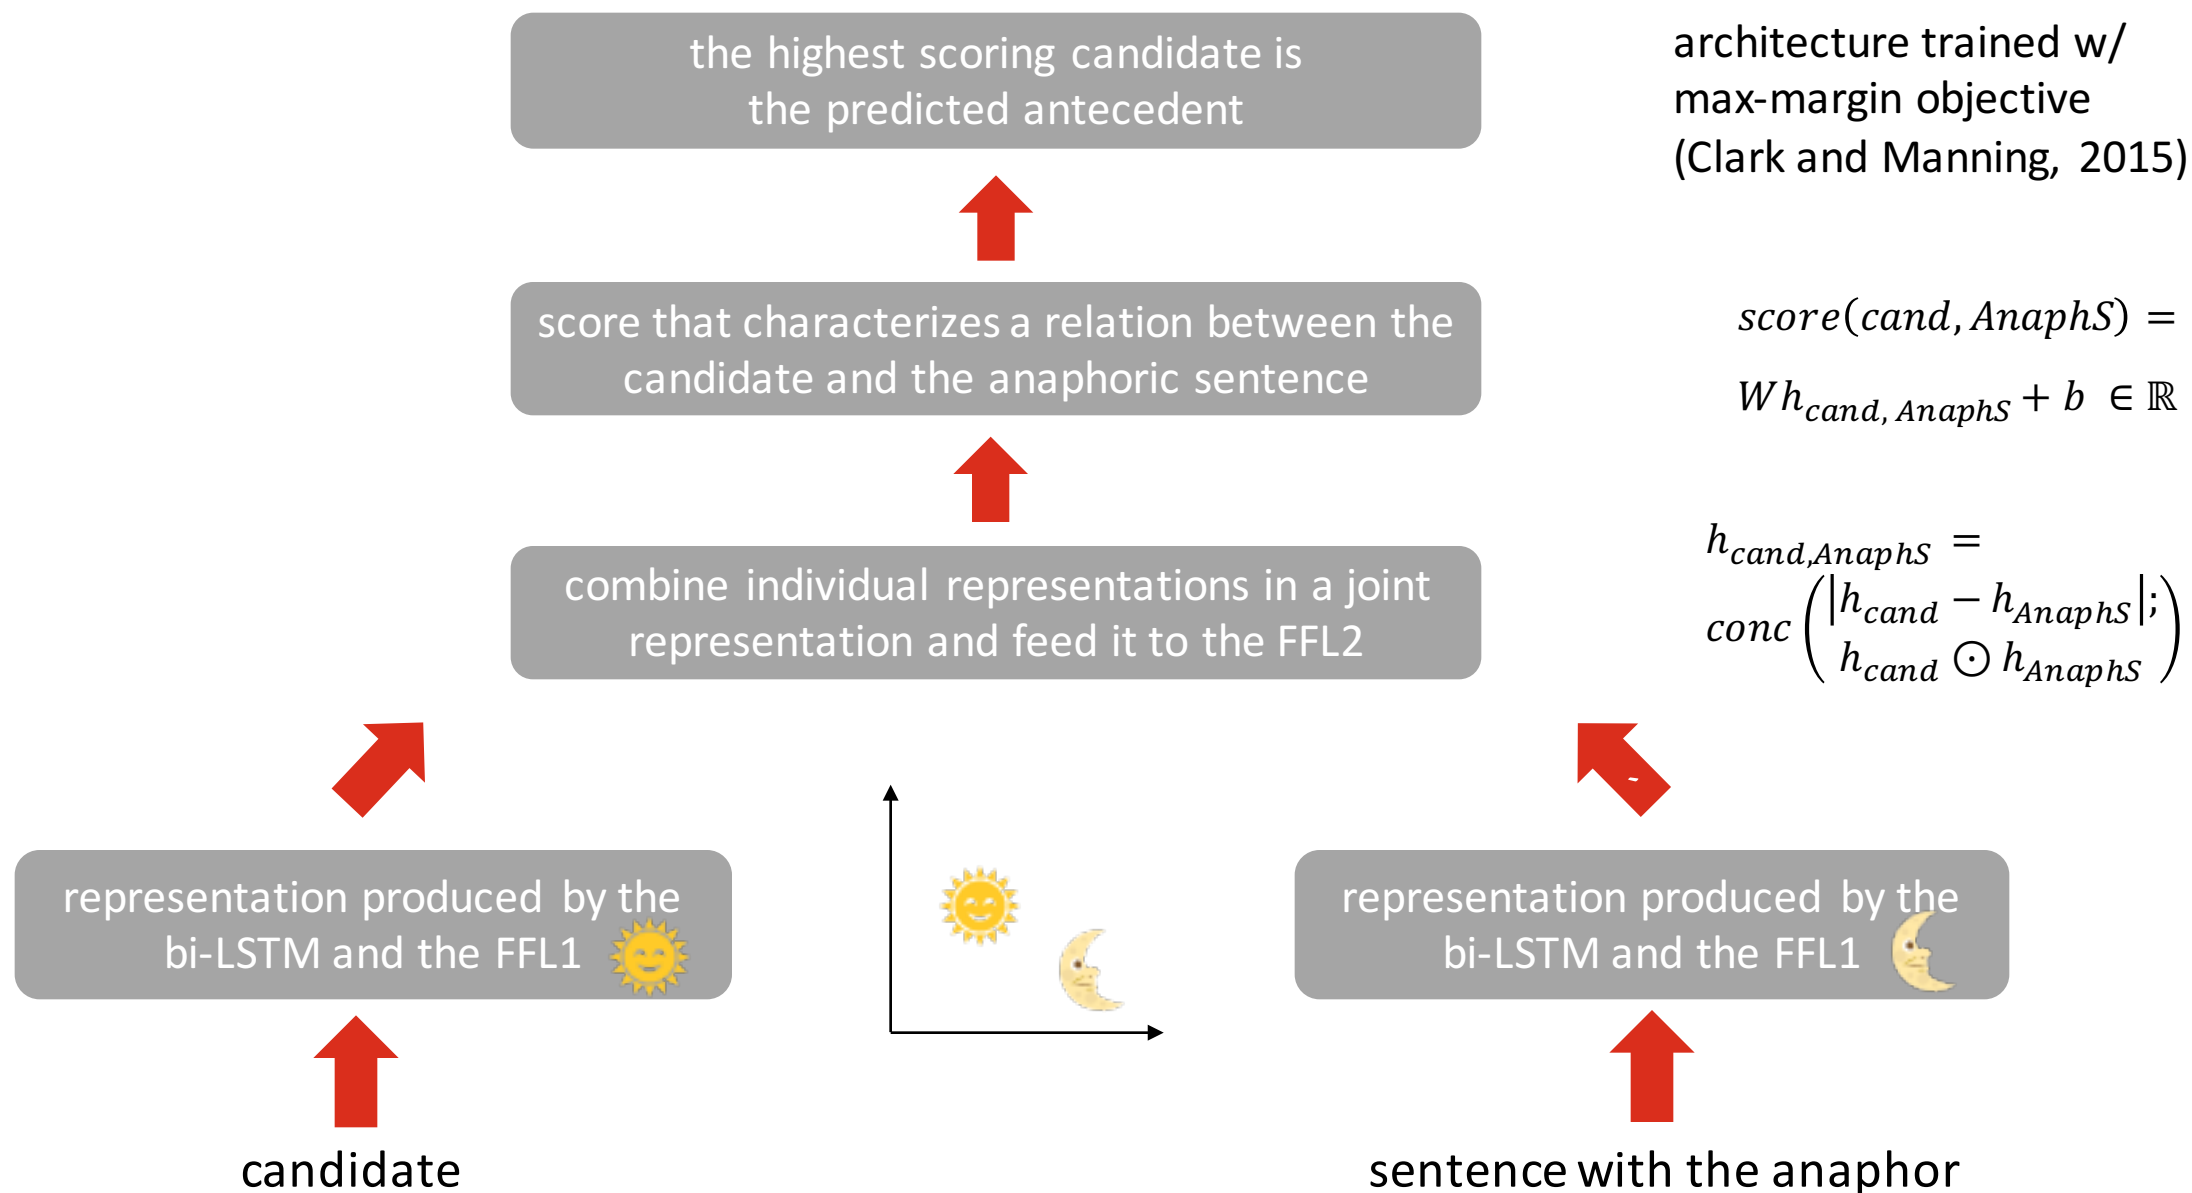 the highest scoring candidate is
the predicted antecedent
architecture trained w/
max-margin objective
(Clark and Manning, 2015)
score that characterizes a relation between the
candidate and the anaphoric sentence
score(cand, AnaphS) =
Wh_{cand, AnaphS} + b ∈ ℝ
combine individual representations in a joint
representation and feed it to the FFL2
h_{cand,AnaphS} =
conc(|h_{cand} − h_{AnaphS}|;
h_{cand} ⊙ h_{AnaphS})
representation produced by the
bi-LSTM and the FFL1
representation produced by the
bi-LSTM and the FFL1
candidate
sentence with the anaphor